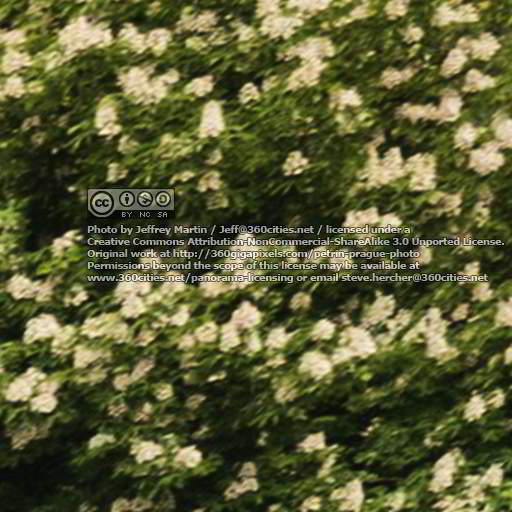 cc BY NC SA
Photo by Jeffrey Martin / Jeff@360cities.net / licensed under a
Creative Commons Attribution-NonCommercial-ShareAlike 3.0 Unported License.
Original work at http://360gigapixels.com/petrin-prague-photo
Permissions beyond the scope of this license may be available at
www.360cities.net/panorama-licensing or email steve.hercher@360cities.net